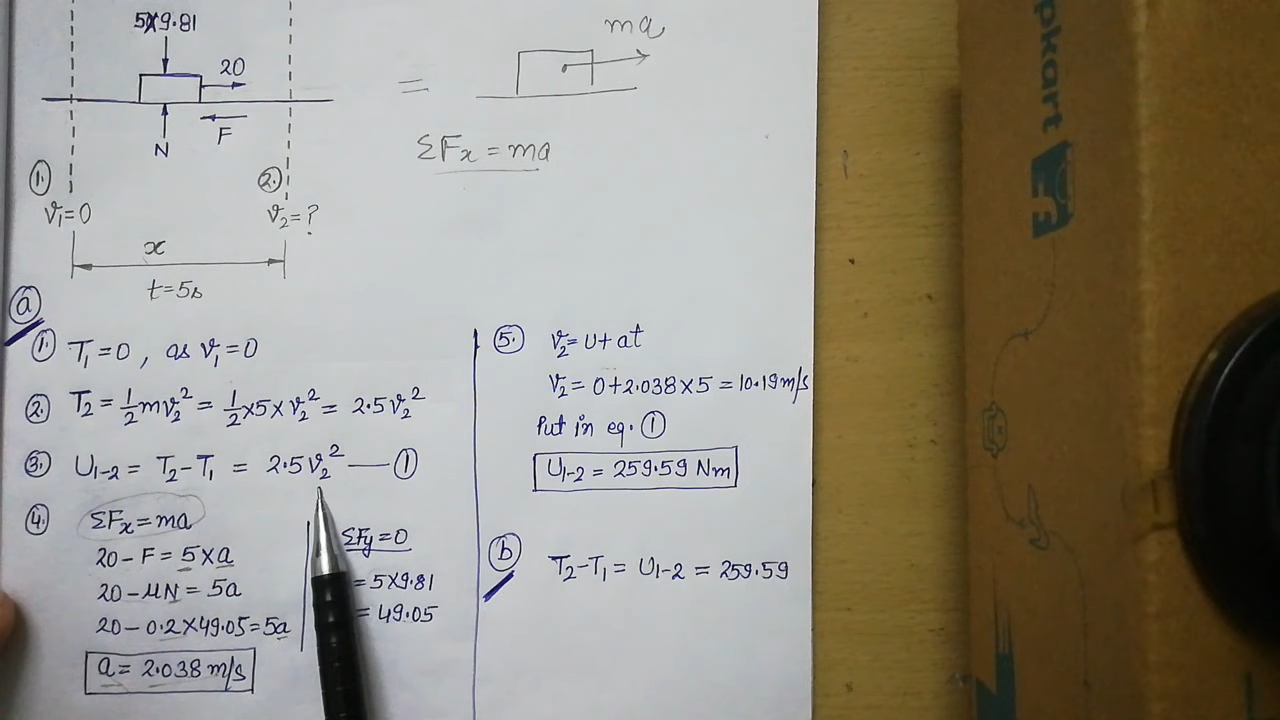 5×9.81
20
F
N
1.
2.
v₁=0
v₂=?
x
t=5s
=
ma
ΣFx = ma
a
1. T₁=0, as v₁=0
2. T₂=½mv₂²=½×5×v₂²= 2.5v₂²
3. U₁₋₂= T₂-T₁ = 2.5v₂² — 1
4. ΣFx=ma
20-F=5×a
20-μN=5a
20-0.2×49.05=5a
a=2.038 m/s
ΣFy=0
=5×9.81
=49.05
5. v₂=u+at
v₂=0+2.038×5=10.19m/s
Put in eq. 1
U₁₋₂=259.59 Nm
b
T₂-T₁= U₁₋₂ = 259.59
pkart